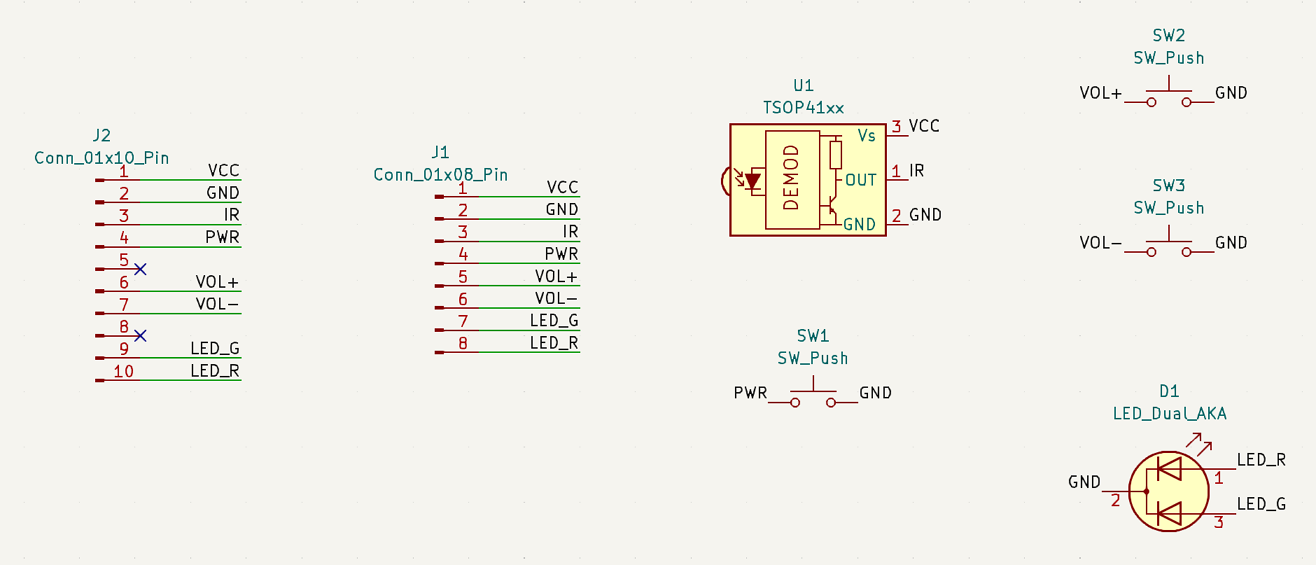 J2
Conn_01x10_Pin
1 VCC
2 GND
3 IR
4 PWR
5
6 VOL+
7 VOL-
8
9 LED_G
10 LED_R
J1
Conn_01x08_Pin
1 VCC
2 GND
3 IR
4 PWR
5 VOL+
6 VOL-
7 LED_G
8 LED_R
U1
TSOP41xx
DEMOD
Vs 3 VCC
OUT 1 IR
GND 2 GND
SW1
SW_Push
PWR GND
SW2
SW_Push
VOL+ GND
SW3
SW_Push
VOL- GND
D1
LED_Dual_AKA
LED_R
1
GND
2
LED_G
3